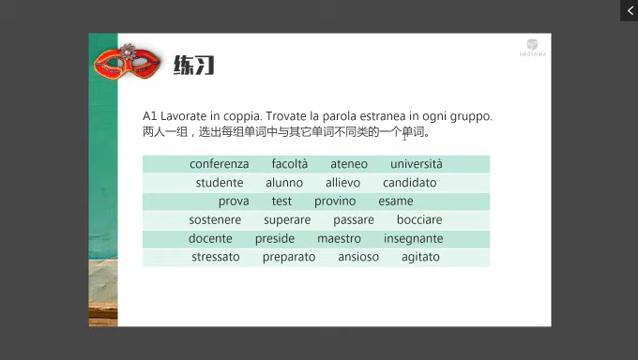 练习
A1 Lavorate in coppia. Trovate la parola estranea in ogni gruppo.
两人一组，选出每组单词中与其它单词不同类的一个单词。
conferenza facoltà ateneo università
studente alunno allievo candidato
prova test provino esame
sostenere superare passare bocciare
docente preside maestro insegnante
stressato preparato ansioso agitato